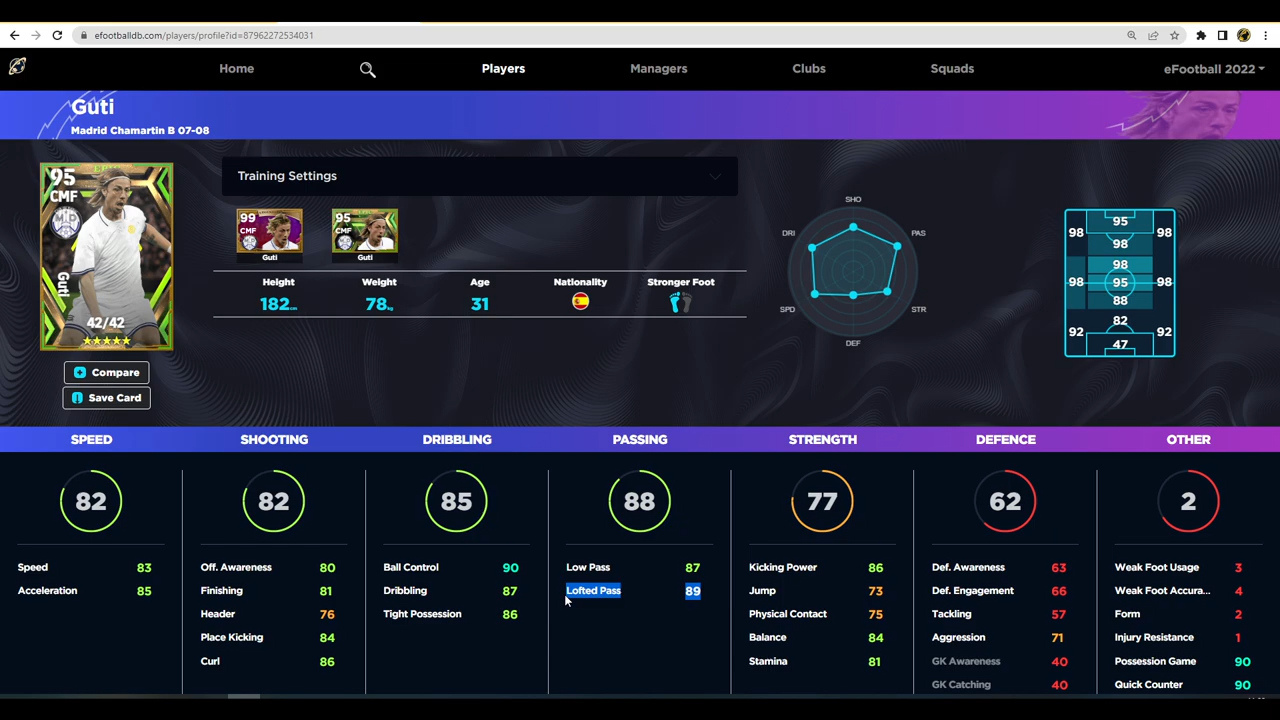 efootballdb.com/players/profile?id=87962272534031
Home
Players
Managers
Clubs
Squads
eFootball 2022
Guti
Madrid Chamartin B 07-08
95
CMF
Guti
42/42
Compare
Save Card
Training Settings
99
CMF
Guti
95
CMF
Guti
Height
Weight
Age
Nationality
Stronger Foot
182cm
78kg
31
SHO
PAS
STR
DEF
SPD
DRI
95
98
98
98
98
98
95
98
88
82
92
92
47
SPEED
SHOOTING
DRIBBLING
PASSING
STRENGTH
DEFENCE
OTHER
82
82
85
88
77
62
2
Speed 83
Acceleration 85
Off. Awareness 80
Finishing 81
Header 76
Place Kicking 84
Curl 86
Ball Control 90
Dribbling 87
Tight Possession 86
Low Pass 87
Lofted Pass 89
Kicking Power 86
Jump 73
Physical Contact 75
Balance 84
Stamina 81
Def. Awareness 63
Def. Engagement 66
Tackling 57
Aggression 71
GK Awareness 40
GK Catching 40
Weak Foot Usage 3
Weak Foot Accura... 4
Form 2
Injury Resistance 1
Possession Game 90
Quick Counter 90